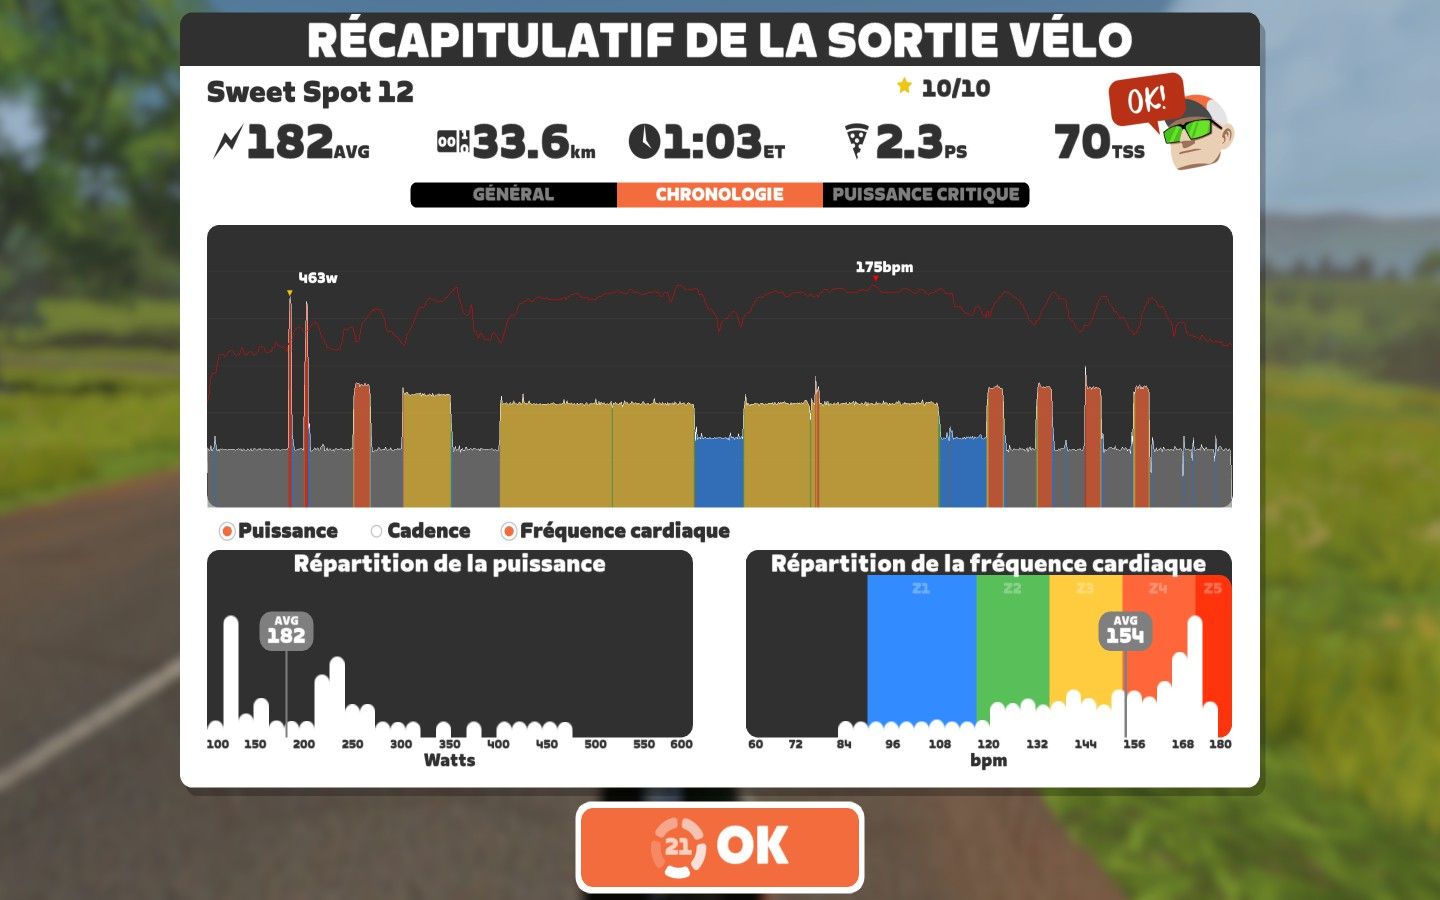 RÉCAPITULATIF DE LA SORTIE VÉLO
Sweet Spot 12
10/10
OK!
182AVG
33.6km
1:03ET
2.3PS
70TSS
GÉNÉRAL
CHRONOLOGIE
PUISSANCE CRITIQUE
463w
175bpm
Puissance
Cadence
Fréquence cardiaque
Répartition de la puissance
AVG
182
100 150 200 250 300 350 400 450 500 550 600
Watts
Répartition de la fréquence cardiaque
Z1 Z2 Z3 Z4 Z5
AVG
154
60 72 84 96 108 120 132 144 156 168 180
bpm
21 OK